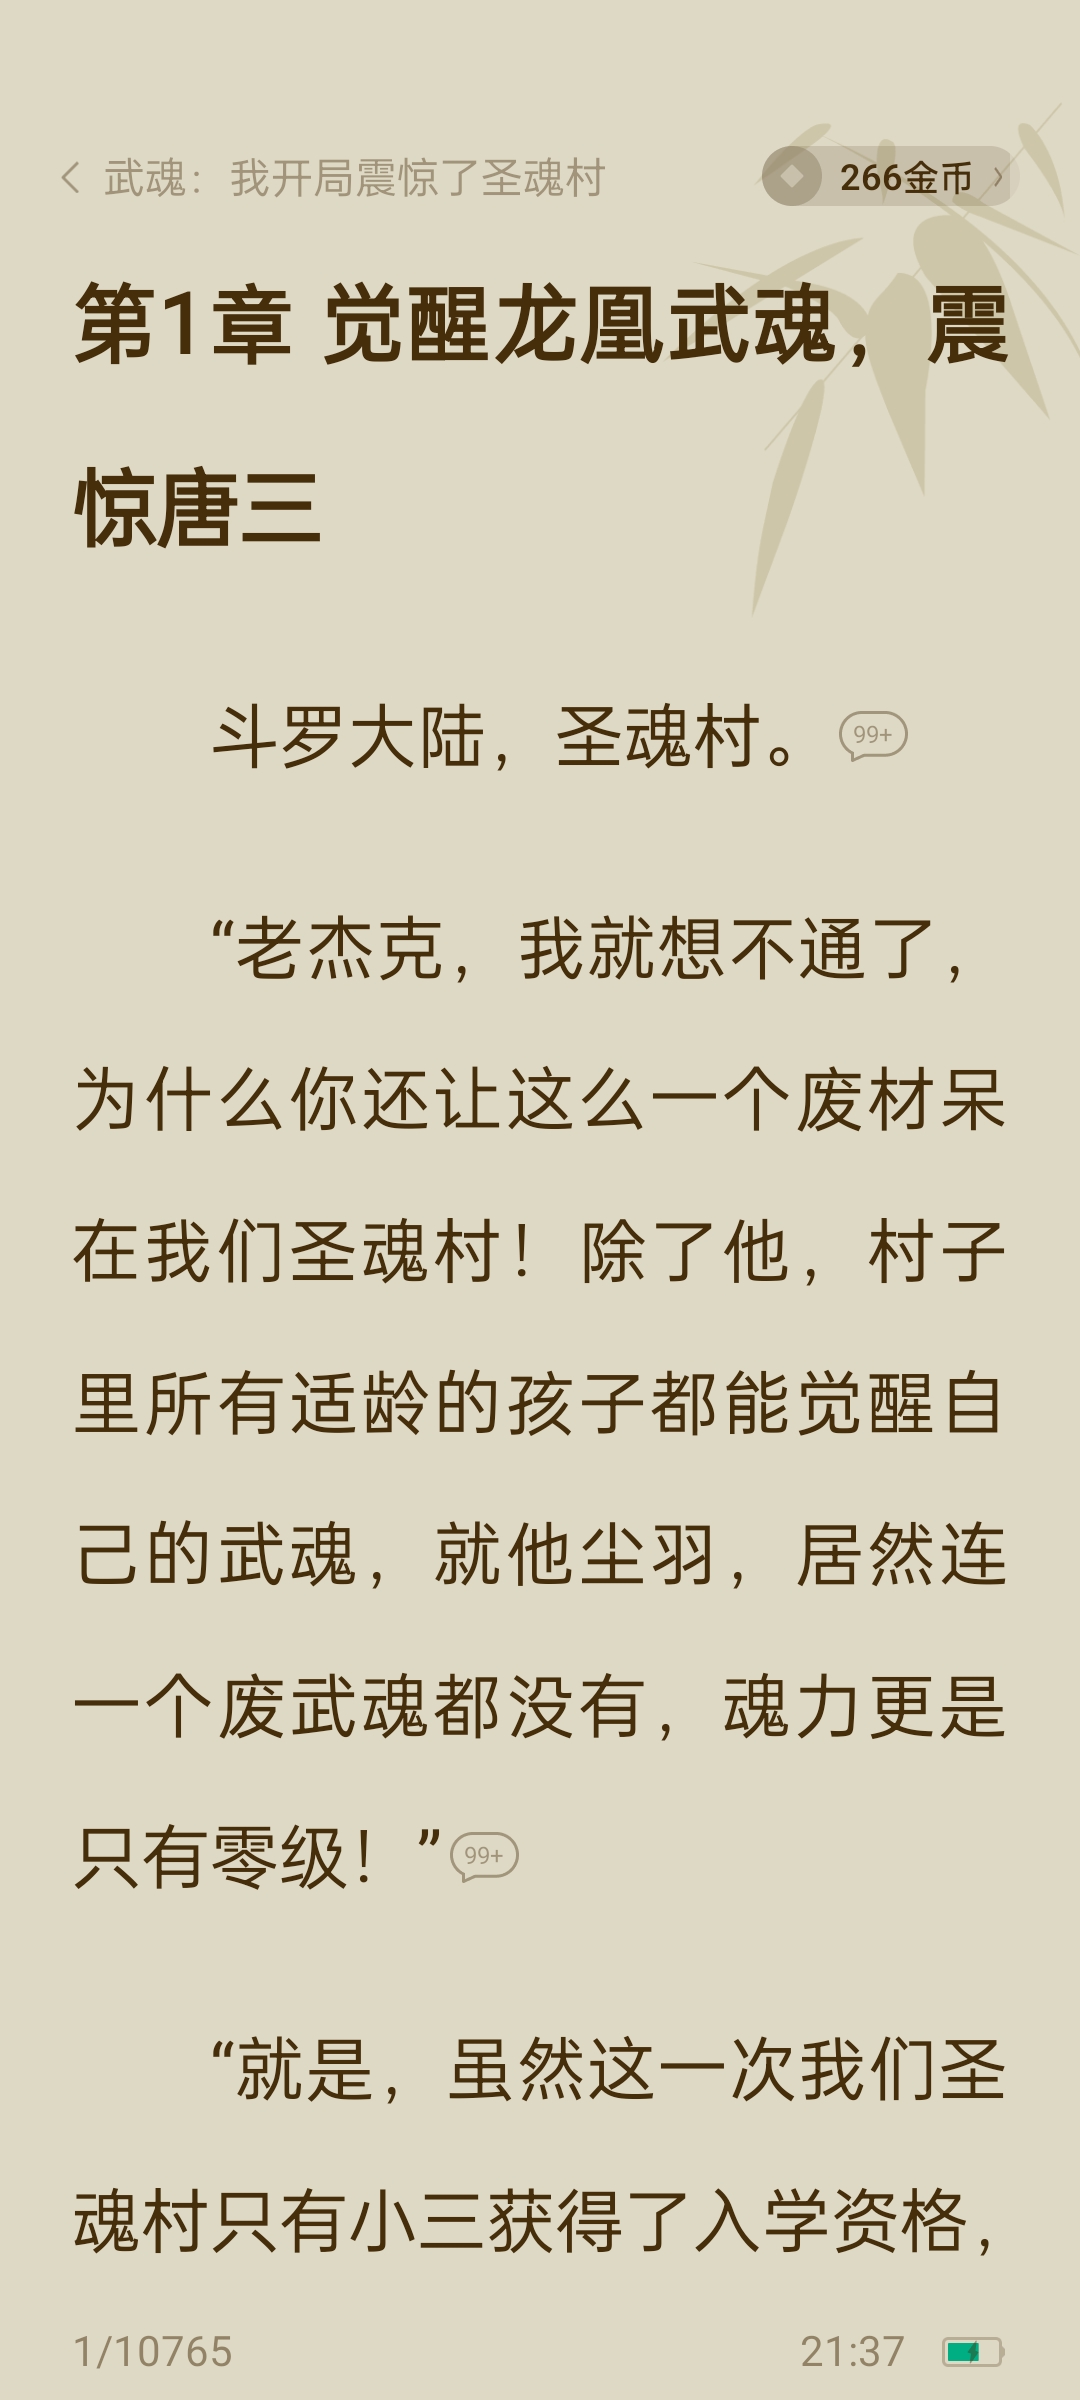 武魂：我开局震惊了圣魂村
266金币
第1章 觉醒龙凰武魂，震
惊唐三
斗罗大陆，圣魂村。 99+
“老杰克，我就想不通了，
为什么你还让这么一个废材呆
在我们圣魂村！除了他，村子
里所有适龄的孩子都能觉醒自
己的武魂，就他尘羽，居然连
一个废武魂都没有，魂力更是
只有零级！” 99+
“就是，虽然这一次我们圣
魂村只有小三获得了入学资格，
1/10765 21:37